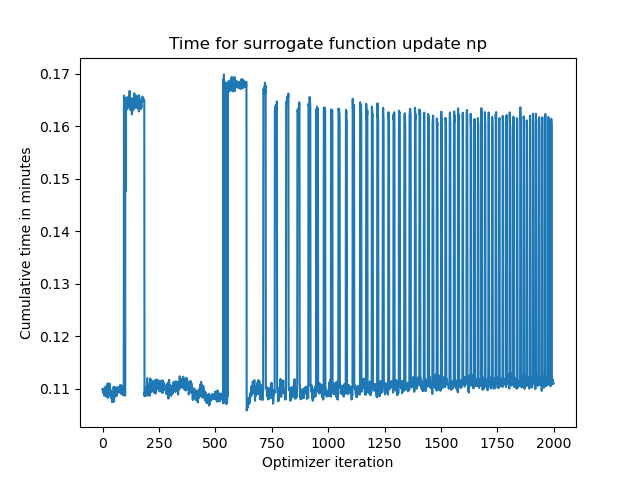 Time for surrogate function update np
0.17
0.16
0.15
0.14
0.13
0.12
0.11
Cumulative time in minutes
0 250 500 750 1000 1250 1500 1750 2000
Optimizer iteration